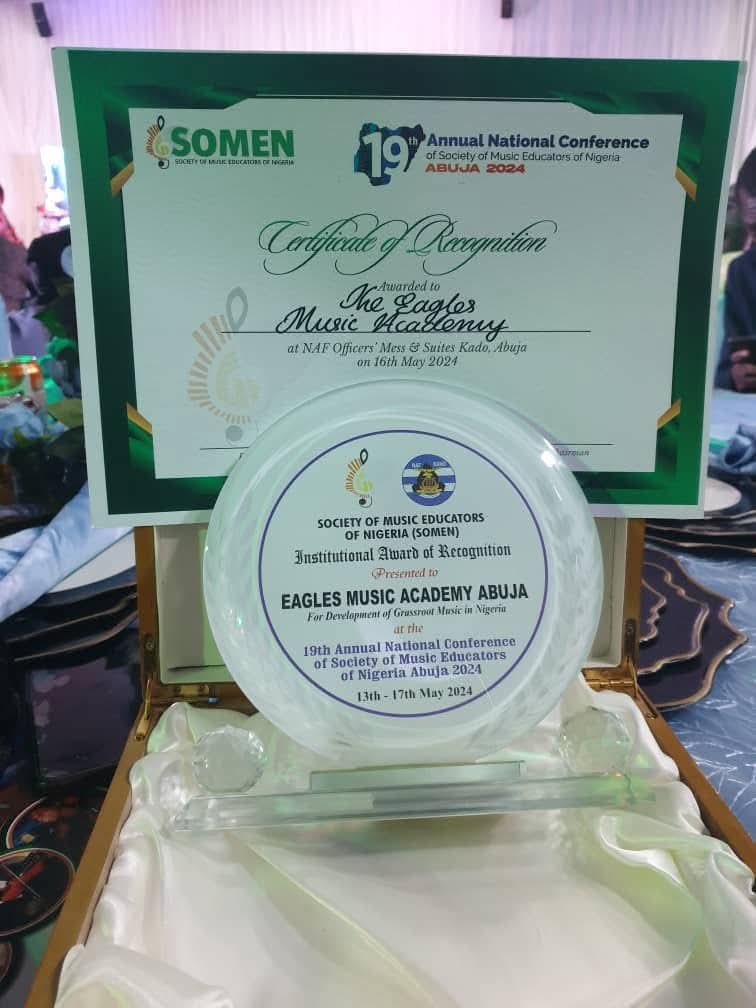 SOMEN
SOCIETY OF MUSIC EDUCATORS OF NIGERIA
19th Annual National Conference
of Society of Music Educators of Nigeria
ABUJA 2024
Certificate of Recognition
Awarded to
The Eagles
Music Academy
at NAF Officers' Mess & Suites Kado, Abuja
on 16th May 2024
SOCIETY OF MUSIC EDUCATORS
OF NIGERIA (SOMEN)
Institutional Award of Recognition
Presented to
EAGLES MUSIC ACADEMY ABUJA
For Development of Grassroot Music in Nigeria
at the
19th Annual National Conference
of Society of Music Educators
of Nigeria Abuja 2024
13th - 17th May 2024